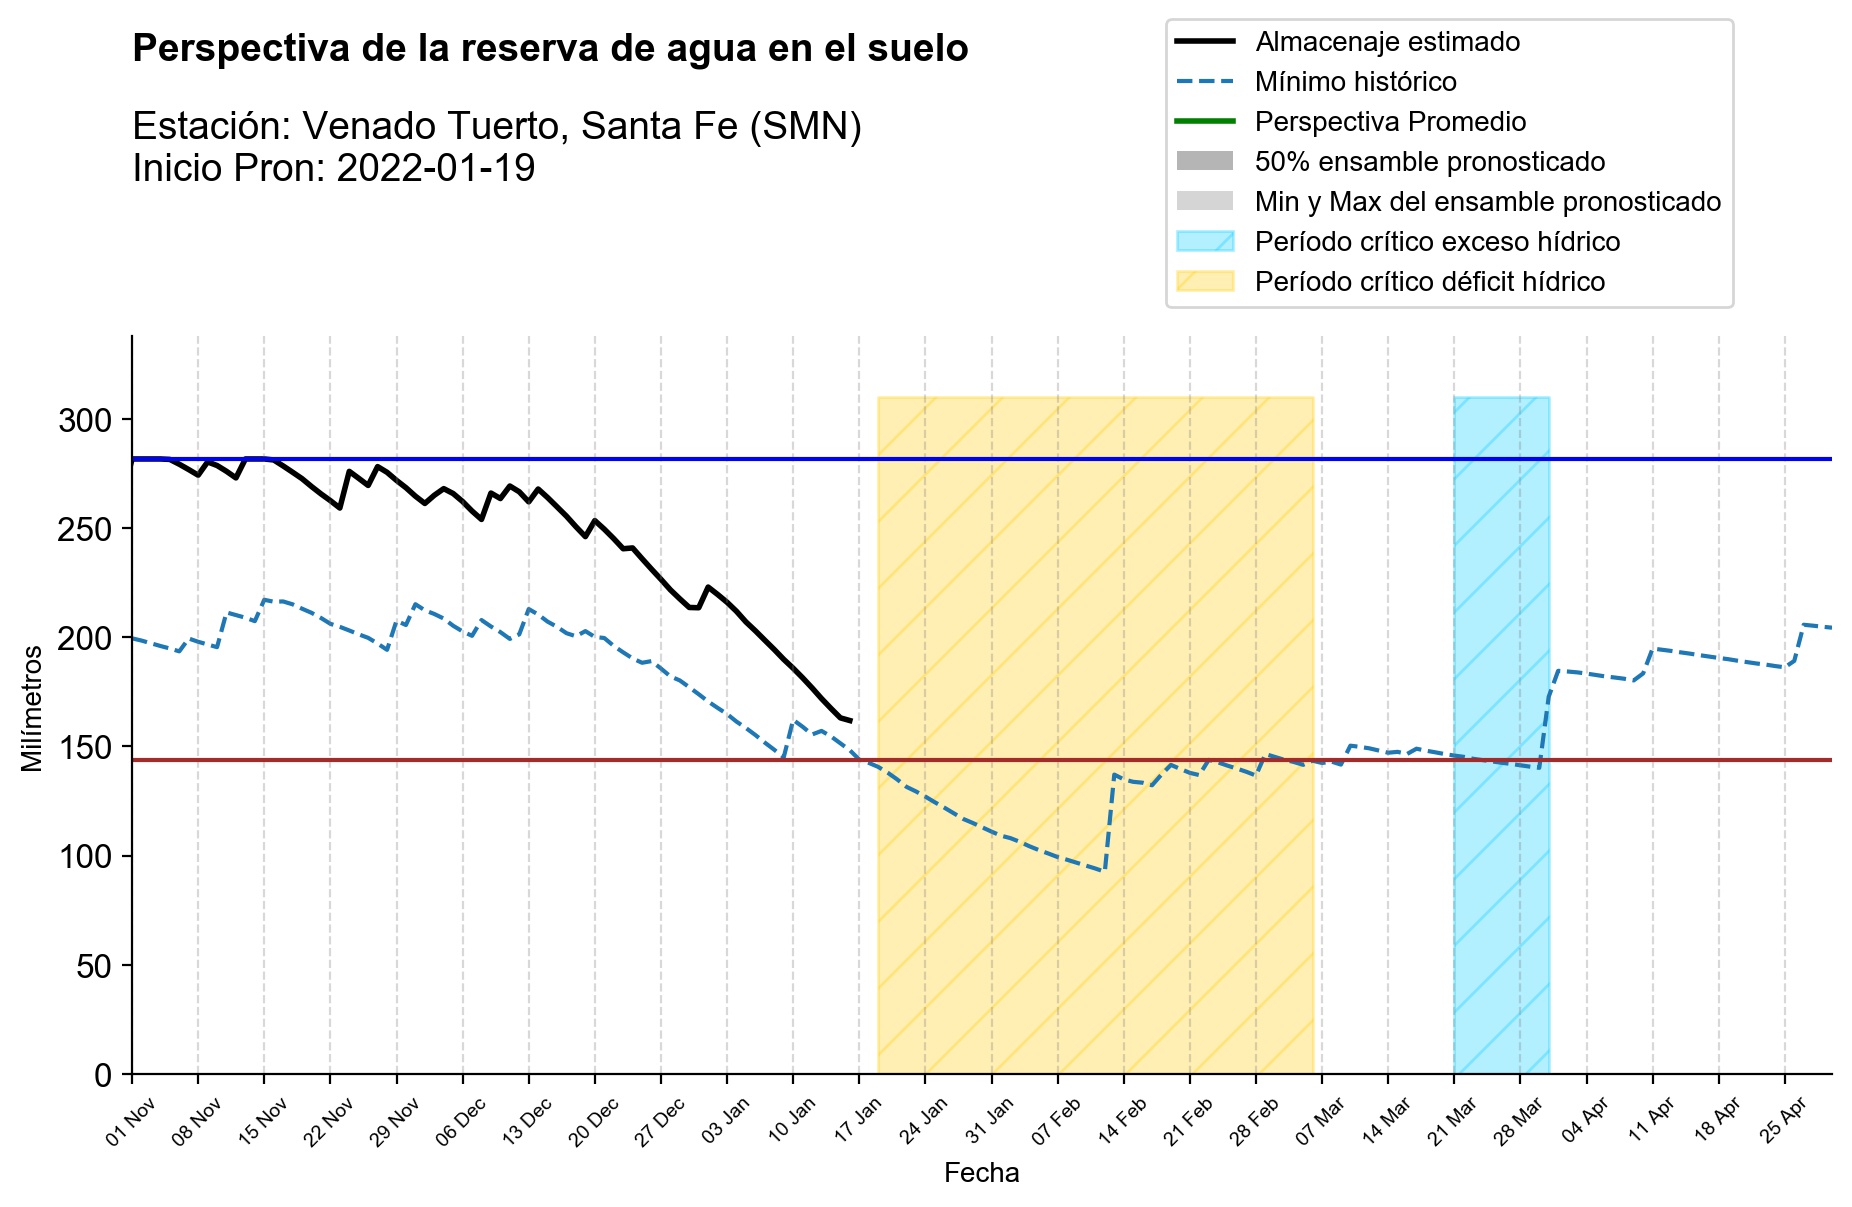 Perspectiva de la reserva de agua en el suelo
Estación: Venado Tuerto, Santa Fe (SMN)
Inicio Pron: 2022-01-19
Almacenaje estimado
Mínimo histórico
Perspectiva Promedio
50% ensamble pronosticado
Min y Max del ensamble pronosticado
Período crítico exceso hídrico
Período crítico déficit hídrico
300
250
200
150
100
50
0
Milímetros
01 Nov
08 Nov
15 Nov
22 Nov
29 Nov
06 Dec
13 Dec
20 Dec
27 Dec
03 Jan
10 Jan
17 Jan
24 Jan
31 Jan
07 Feb
14 Feb
21 Feb
28 Feb
07 Mar
14 Mar
21 Mar
28 Mar
04 Apr
11 Apr
18 Apr
25 Apr
Fecha